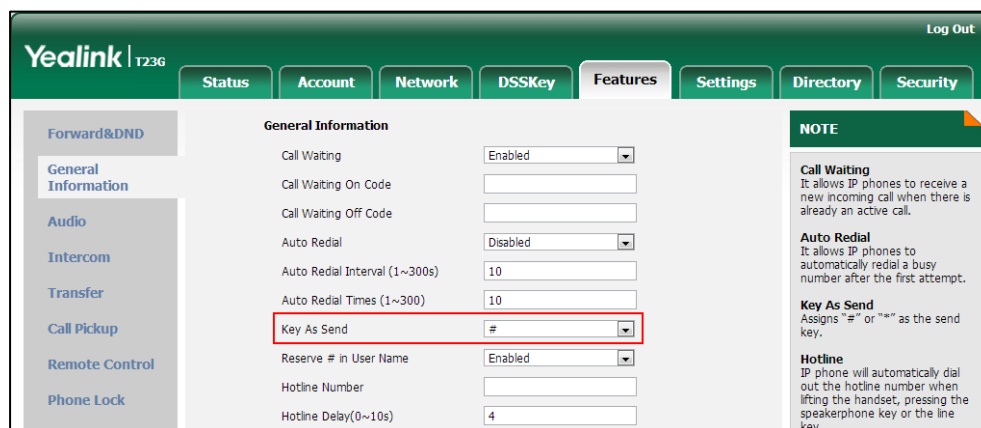 Log Out
Yealink | T23G
Status Account Network DSSKey Features Settings Directory Security
Forward&DND
General
Information
Audio
Intercom
Transfer
Call Pickup
Remote Control
Phone Lock
General Information
Call Waiting Enabled
Call Waiting On Code
Call Waiting Off Code
Auto Redial Disabled
Auto Redial Interval (1~300s) 10
Auto Redial Times (1~300) 10
Key As Send #
Reserve # in User Name Enabled
Hotline Number
Hotline Delay(0~10s) 4
NOTE
Call Waiting
It allows IP phones to receive a
new incoming call when there is
already an active call.
Auto Redial
It allows IP phones to
automatically redial a busy
number after the first attempt.
Key As Send
Assigns "#" or "*" as the send
key.
Hotline
IP phone will automatically dial
out the hotline number when
lifting the handset, pressing the
speakerphone key or the line
key